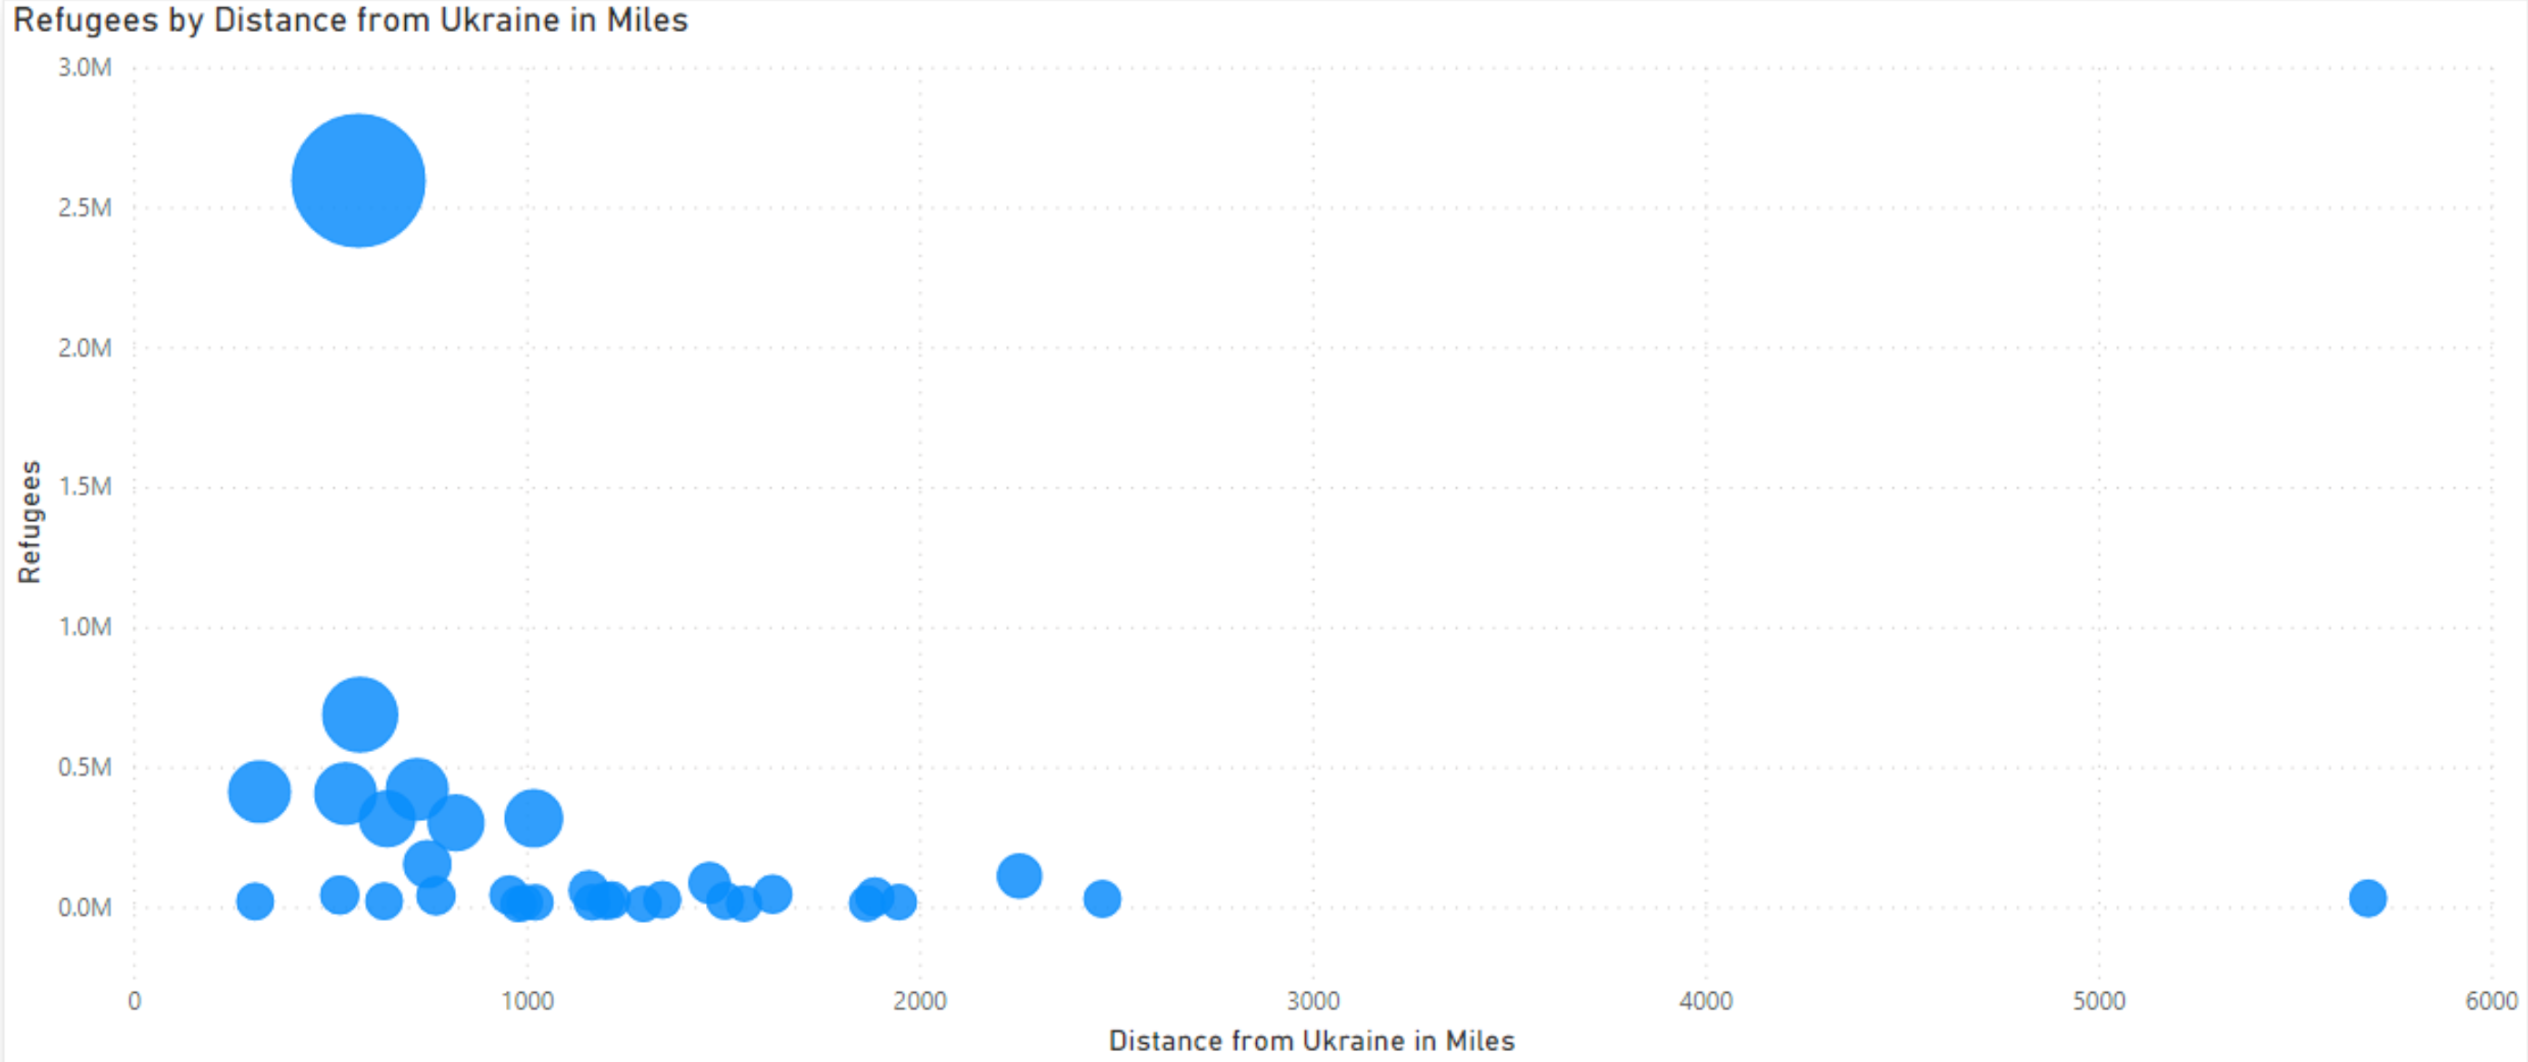 Refugees by Distance from Ukraine in Miles
3.0M
2.5M
2.0M
1.5M
1.0M
0.5M
0.0M
Refugees
0 1000 2000 3000 4000 5000 6000
Distance from Ukraine in Miles